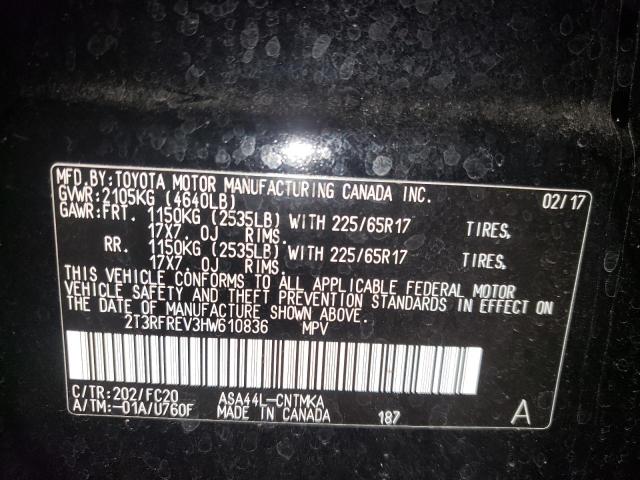 MFD.BY:TOYOTA MOTOR MANUFACTURING CANADA INC. 02/17
GVWR:2105KG (4640LB)
GAWR:FRT. 1150KG (2535LB) WITH 225/65R17 TIRES,
17X7.0J RIMS.
RR. 1150KG (2535LB) WITH 225/65R17 TIRES,
17X7.0J RIMS.
THIS VEHICLE CONFORMS TO ALL APPLICABLE FEDERAL MOTOR
VEHICLE SAFETY AND THEFT PREVENTION STANDARDS IN EFFECT ON
THE DATE OF MANUFACTURE SHOWN ABOVE.
2T3RFREV3HW610836 MPV
C/TR:202/FC20 ASA44L-CNTMKA
A/TM:-01A/U760F MADE IN CANADA 187 A